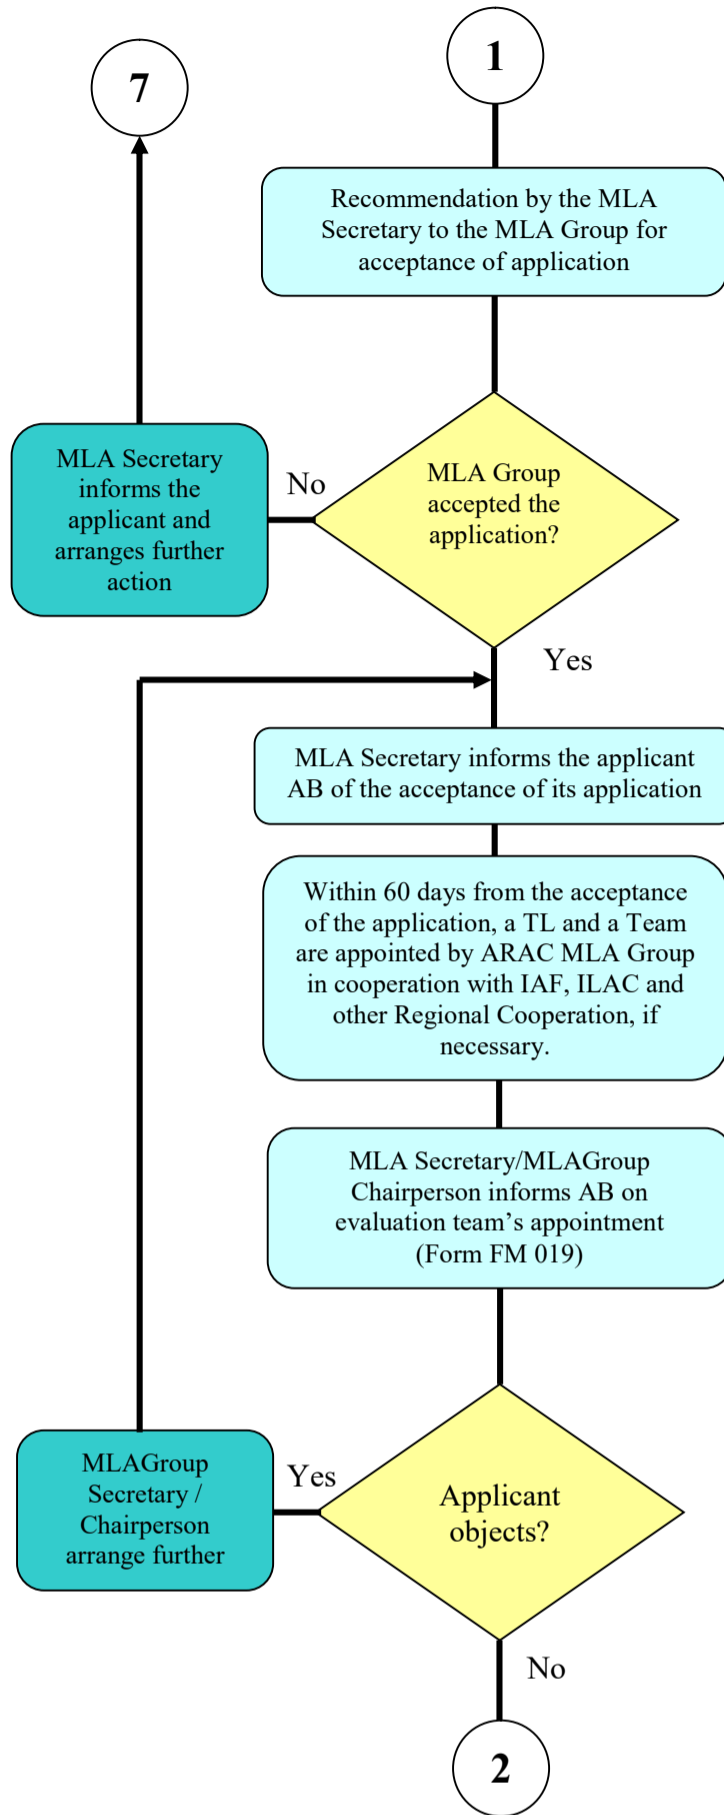 1
7
Recommendation by the MLA
Secretary to the MLA Group for
acceptance of application
MLA Group
accepted the
application?
No
MLA Secretary
informs the
applicant and
arranges further
action
Yes
MLA Secretary informs the applicant
AB of the acceptance of its application
Within 60 days from the acceptance
of the application, a TL and a Team
are appointed by ARAC MLA Group
in cooperation with IAF, ILAC and
other Regional Cooperation, if
necessary.
MLA Secretary/MLAGroup
Chairperson informs AB on
evaluation team’s appointment
(Form FM 019)
Applicant
objects?
Yes
MLAGroup
Secretary /
Chairperson
arrange further
No
2